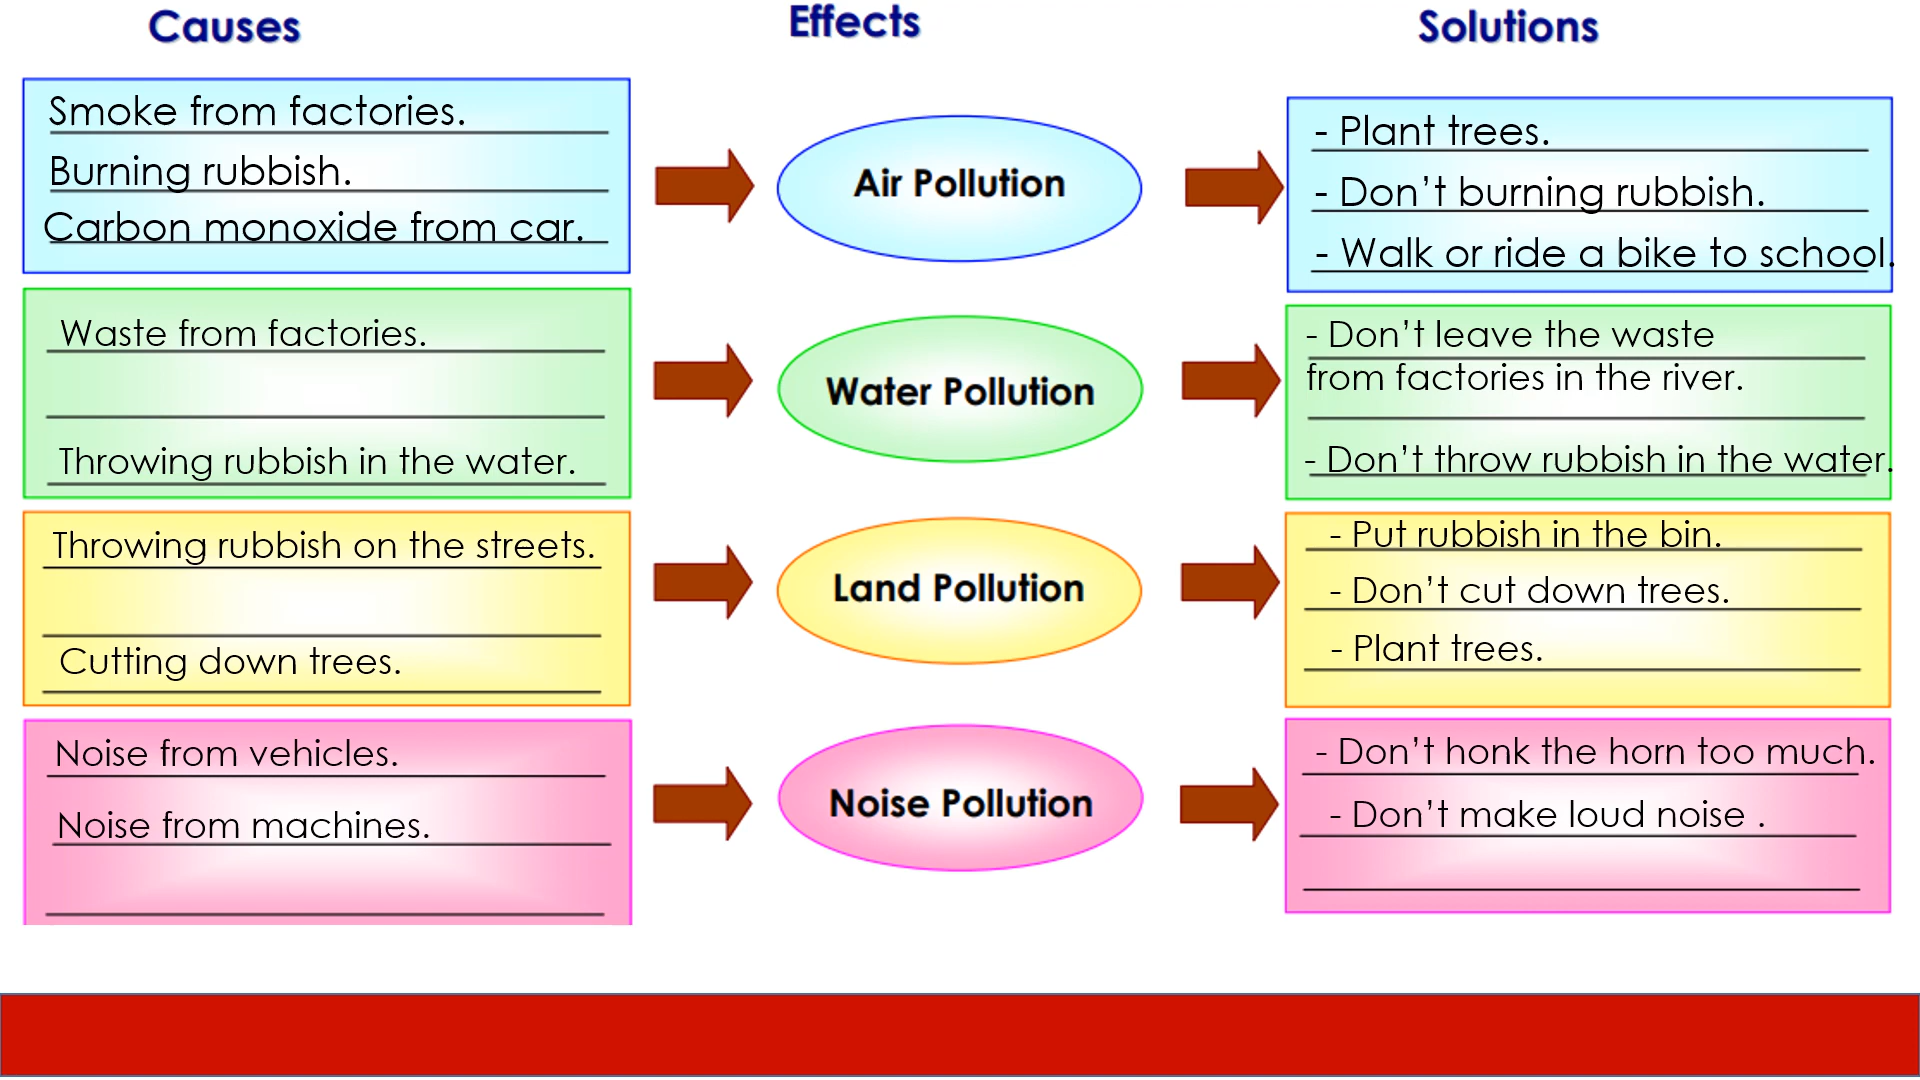 Causes
Effects
Solutions
Smoke from factories.
Burning rubbish.
Carbon monoxide from car.
Air Pollution
- Plant trees.
- Don’t burning rubbish.
- Walk or ride a bike to school.
Waste from factories.
Throwing rubbish in the water.
Water Pollution
- Don’t leave the waste
from factories in the river.
- Don’t throw rubbish in the water.
Throwing rubbish on the streets.
Cutting down trees.
Land Pollution
- Put rubbish in the bin.
- Don’t cut down trees.
- Plant trees.
Noise from vehicles.
Noise from machines.
Noise Pollution
- Don’t honk the horn too much.
- Don’t make loud noise .